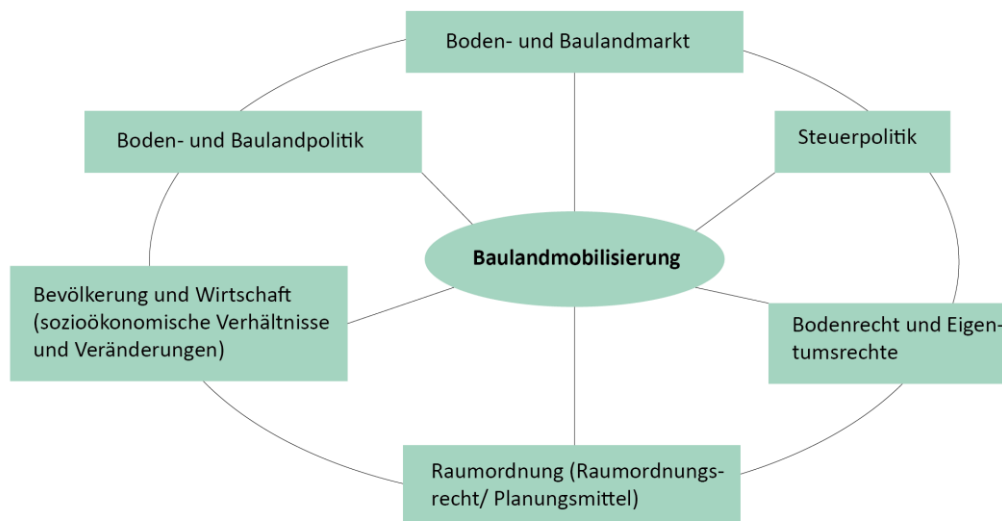 Boden- und Baulandmarkt
Boden- und Baulandpolitik
Steuerpolitik
Baulandmobilisierung
Bevölkerung und Wirtschaft
(sozioökonomische Verhältnisse
und Veränderungen)
Bodenrecht und Eigen-
tumsrechte
Raumordnung (Raumordnungs-
recht/ Planungsmittel)